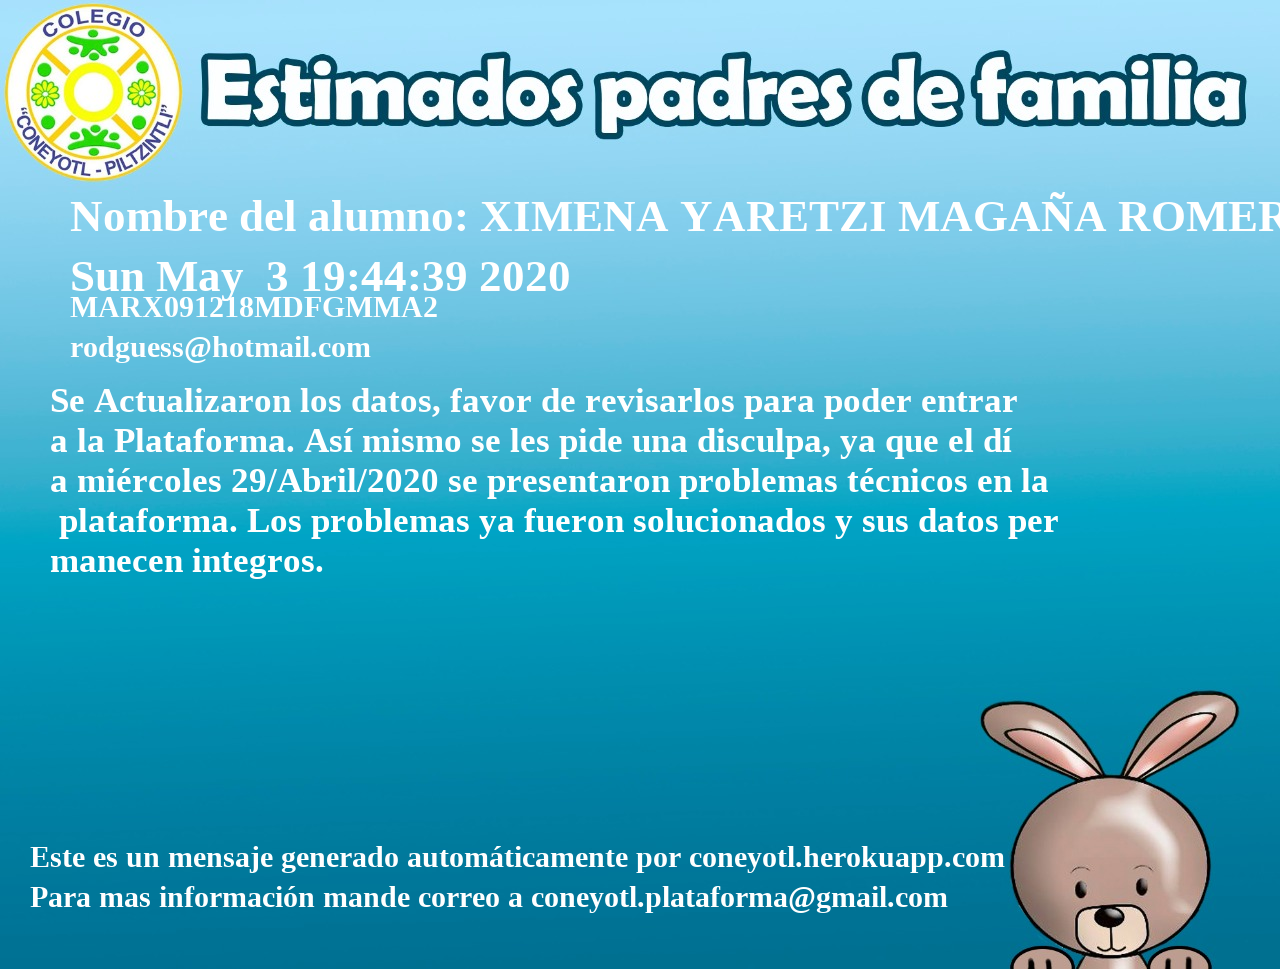 COLEGIO
"CONEYOTL - PILTZINTLI"
Estimados padres de familia
Nombre del alumno: XIMENA YARETZI MAGAÑA ROMER
Sun May  3 19:44:39 2020
MARX091218MDFGMMA2
rodguess@hotmail.com
Se Actualizaron los datos, favor de revisarlos para poder entrar
a la Plataforma. Así mismo se les pide una disculpa, ya que el dí
a miércoles 29/Abril/2020 se presentaron problemas técnicos en la
plataforma. Los problemas ya fueron solucionados y sus datos per
manecen integros.
Este es un mensaje generado automáticamente por coneyotl.herokuapp.com
Para mas información mande correo a coneyotl.plataforma@gmail.com